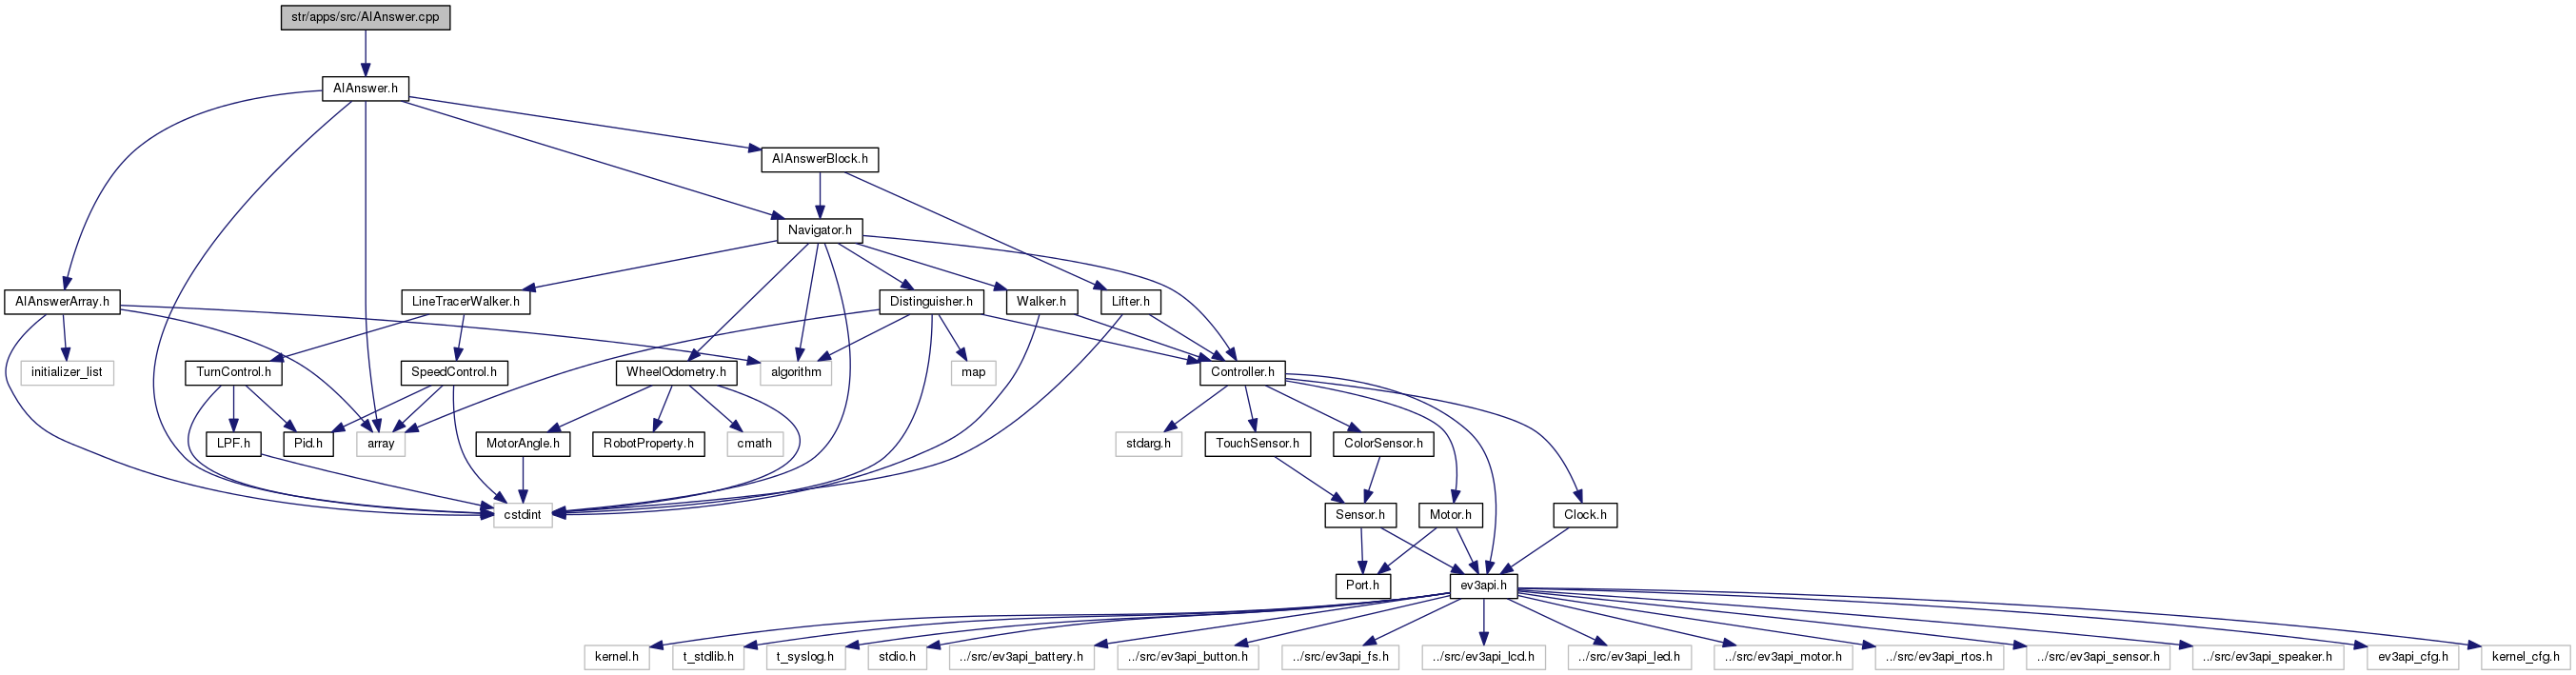 str/apps/src/AIAnswer.cpp
AIAnswer.h
AIAnswerBlock.h
Navigator.h
AIAnswerArray.h
LineTracerWalker.h
Distinguisher.h
Walker.h
Lifter.h
initializer_list
TurnControl.h
SpeedControl.h
WheelOdometry.h
algorithm
map
Controller.h
LPF.h
Pid.h
array
MotorAngle.h
RobotProperty.h
cmath
stdarg.h
TouchSensor.h
ColorSensor.h
cstdint
Sensor.h
Motor.h
Clock.h
Port.h
ev3api.h
kernel.h
t_stdlib.h
t_syslog.h
stdio.h
../src/ev3api_battery.h
../src/ev3api_button.h
../src/ev3api_fs.h
../src/ev3api_lcd.h
../src/ev3api_led.h
../src/ev3api_motor.h
../src/ev3api_rtos.h
../src/ev3api_sensor.h
../src/ev3api_speaker.h
ev3api_cfg.h
kernel_cfg.h